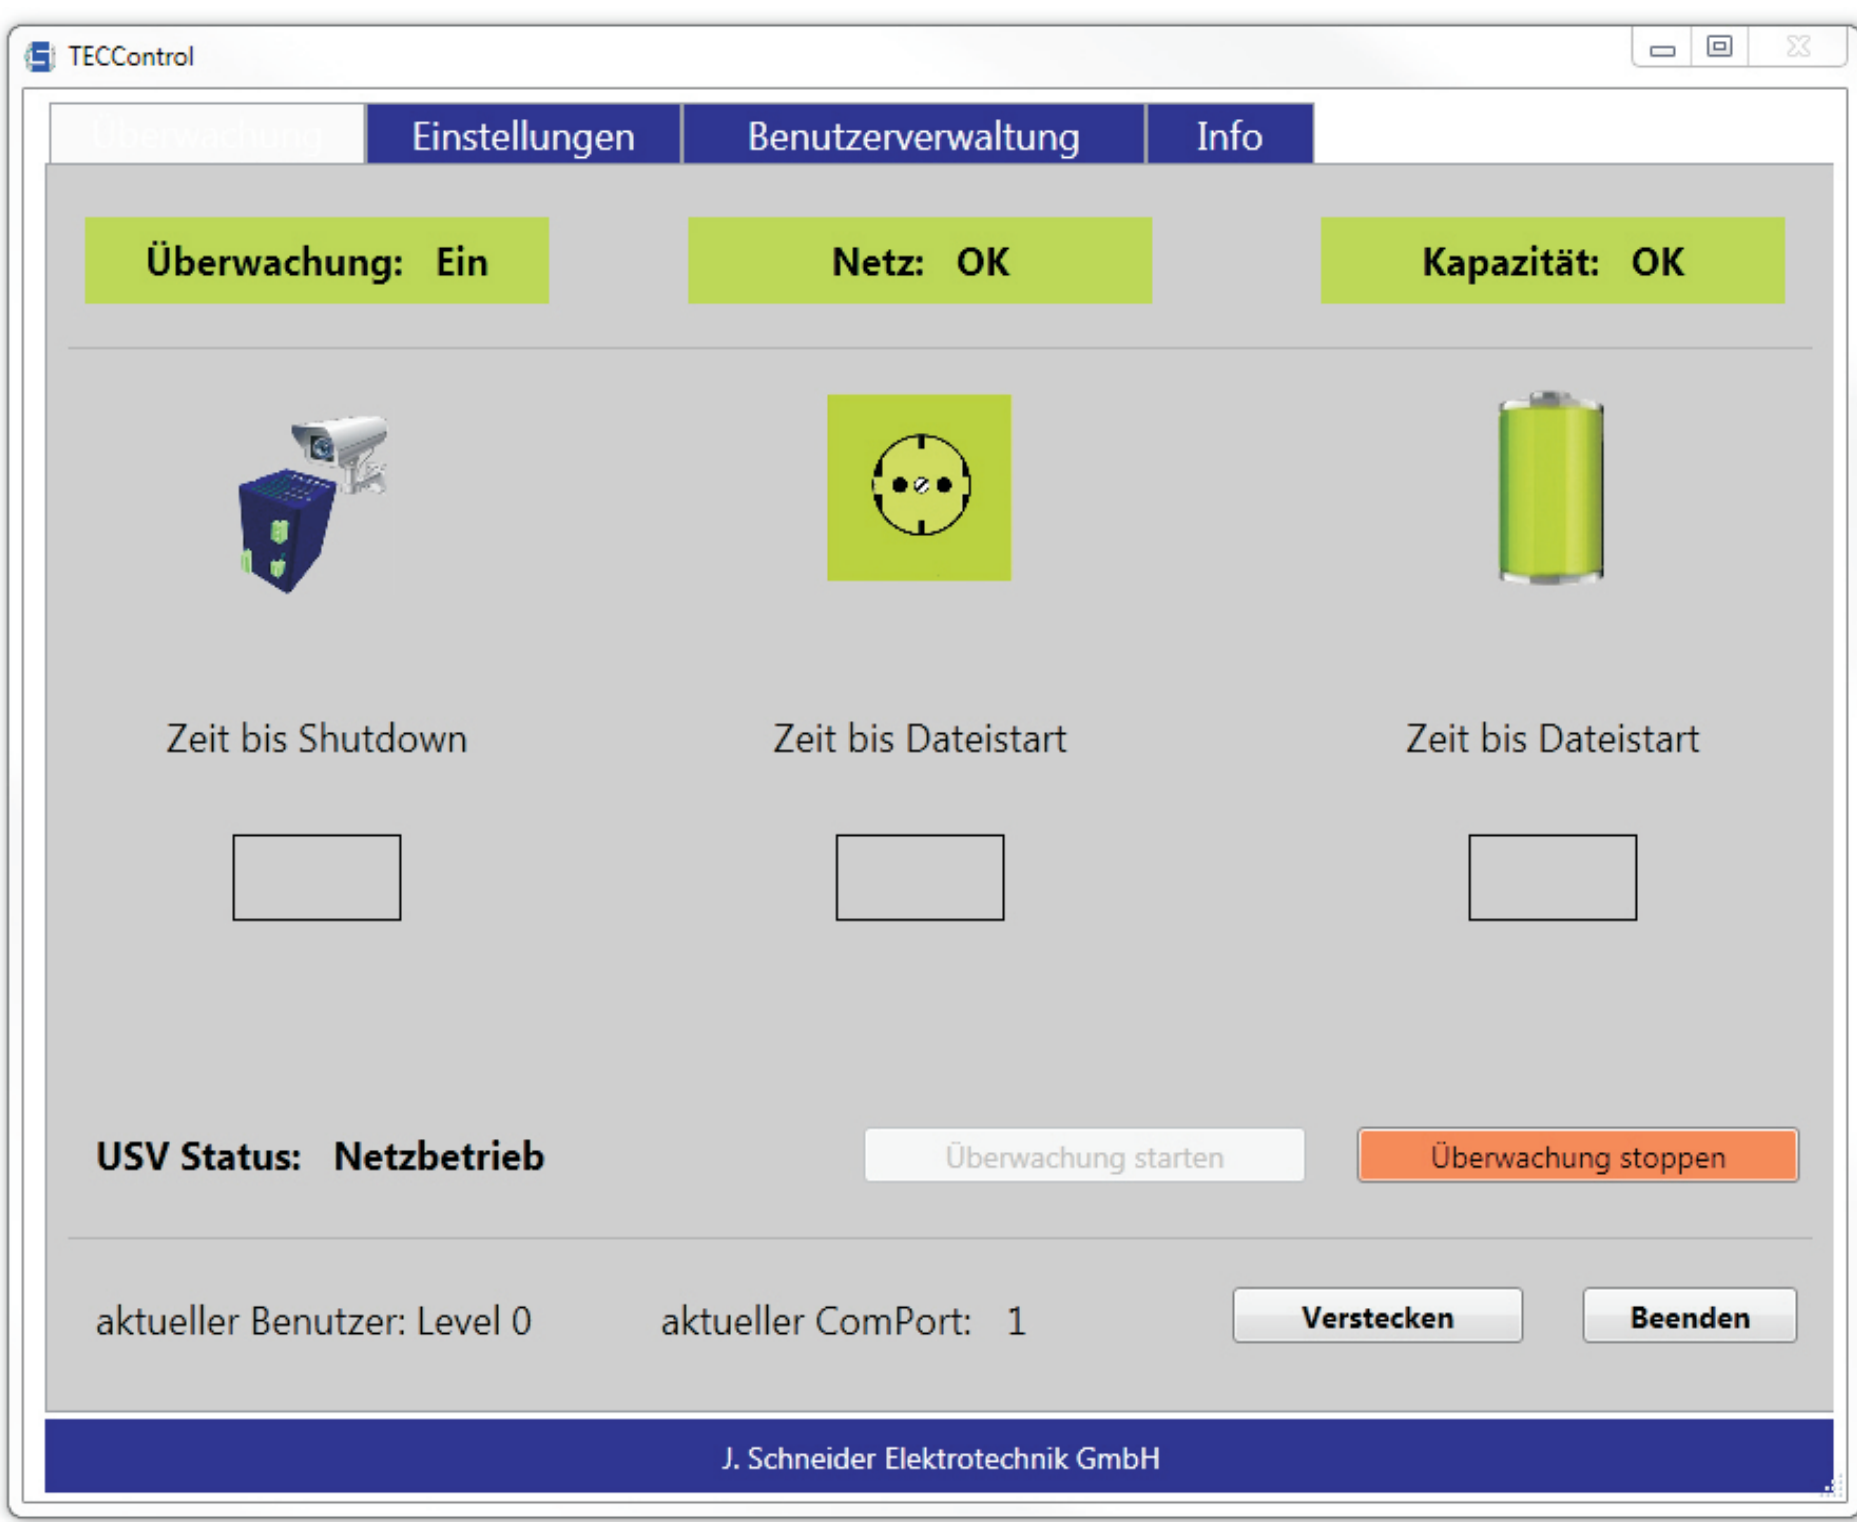 TECControl
Überwachung Einstellungen Benutzerverwaltung Info
Überwachung: Ein Netz: OK Kapazität: OK
Zeit bis Shutdown Zeit bis Dateistart Zeit bis Dateistart
USV Status: Netzbetrieb Überwachung starten Überwachung stoppen
aktueller Benutzer: Level 0 aktueller ComPort: 1 Verstecken Beenden
J. Schneider Elektrotechnik GmbH